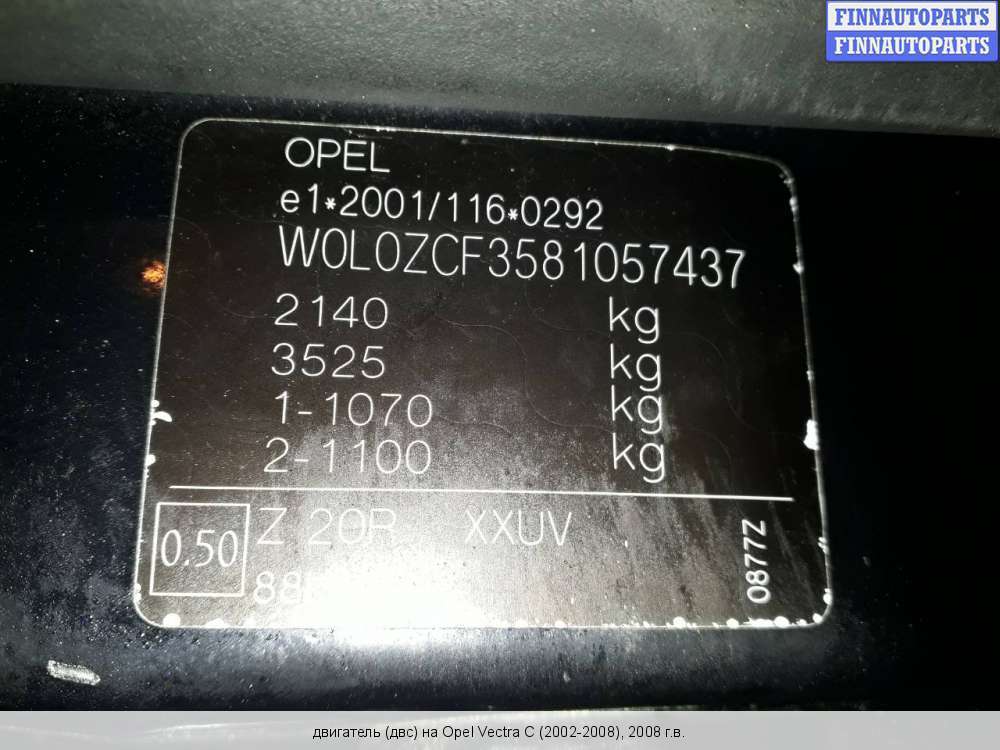 FINNAUTOPARTS
FINNAUTOPARTS
OPEL
e1*2001/116*0292
W0L0ZCF3581057437
2140 kg
3525 kg
1-1070 kg
2-1100 kg
0.50 Z 20R XXUV
0877Z
двигатель (двс) на Opel Vectra C (2002-2008), 2008 г.в.